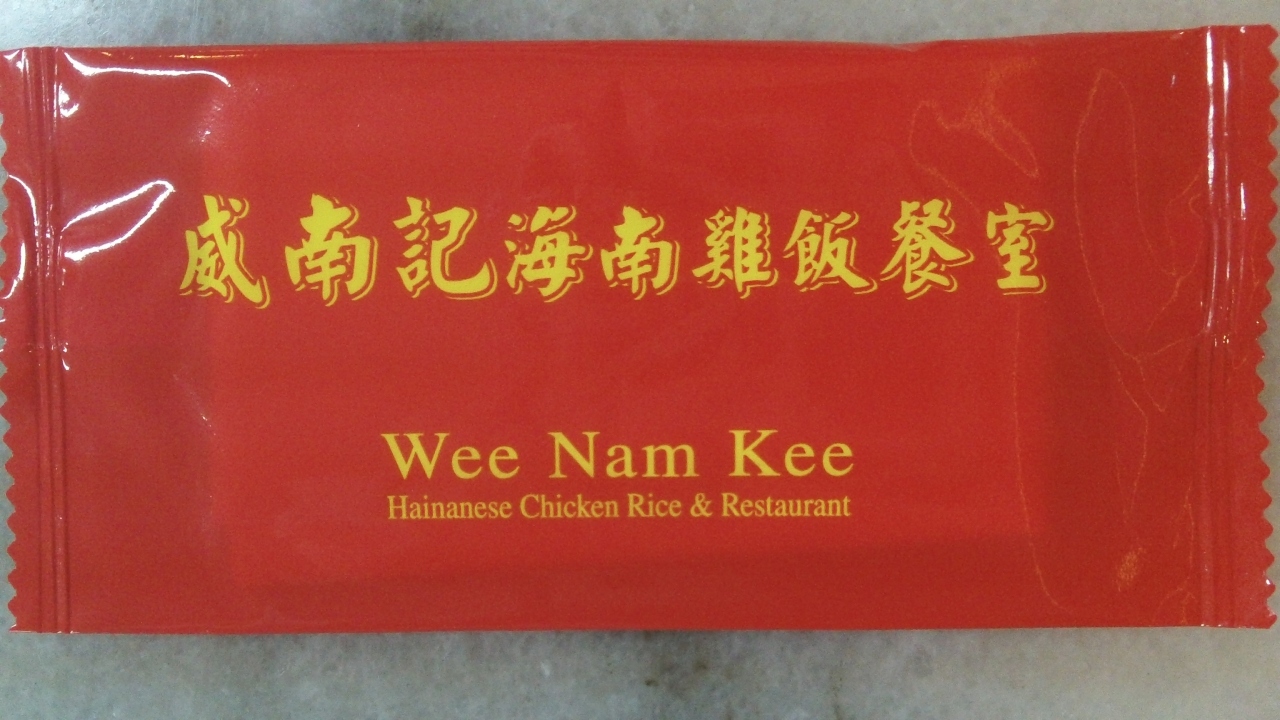 威南記海南雞飯餐室
Wee Nam Kee
Hainanese Chicken Rice & Restaurant